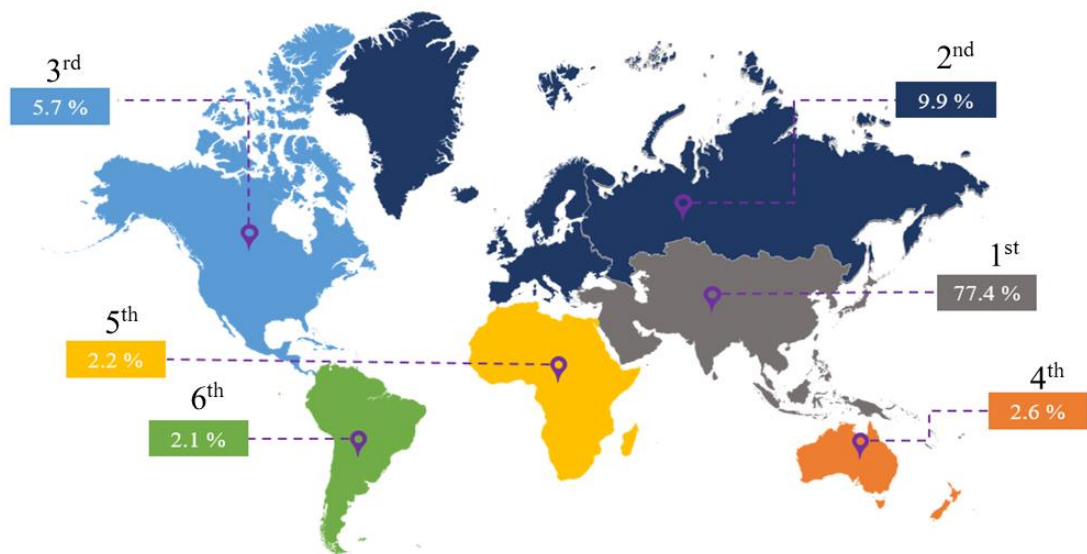 3rd
5.7 %
2nd
9.9 %
1st
77.4 %
5th
2.2 %
4th
2.6 %
6th
2.1 %